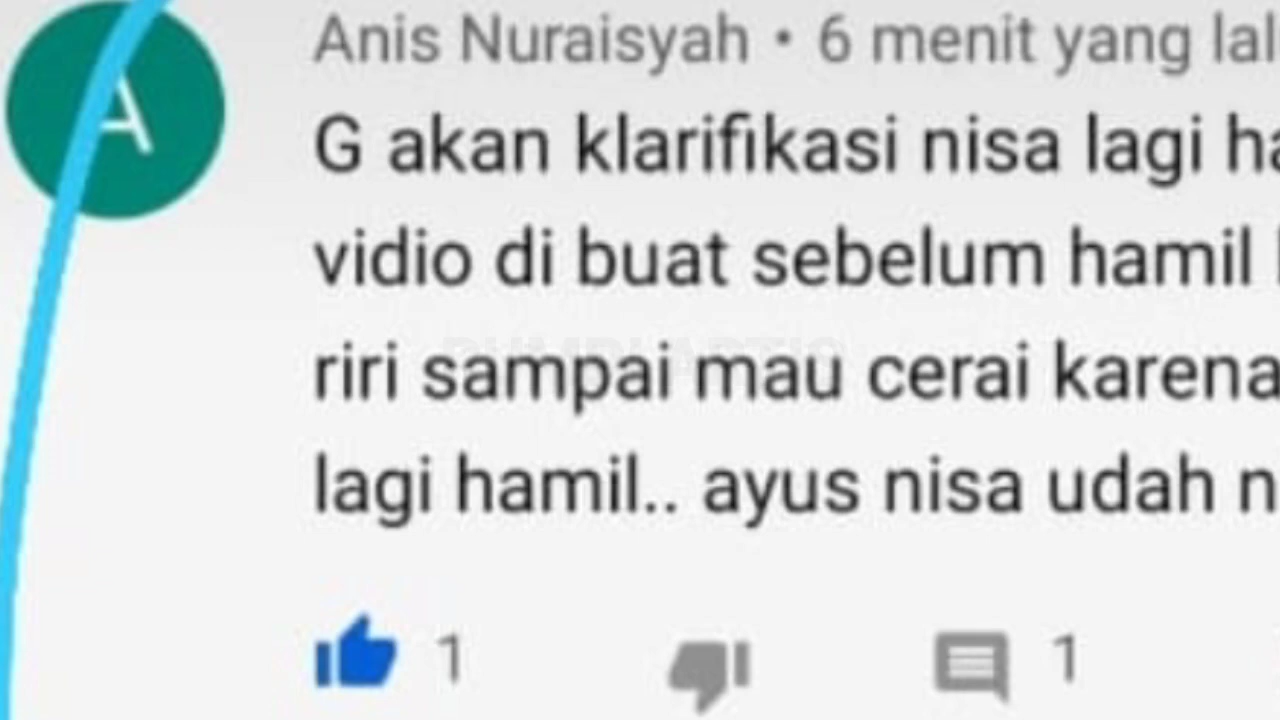 A
Anis Nuraisyah • 6 menit yang lal
G akan klarifikasi nisa lagi ha
vidio di buat sebelum hamil
riri sampai mau cerai karena
lagi hamil.. ayus nisa udah n
1
1